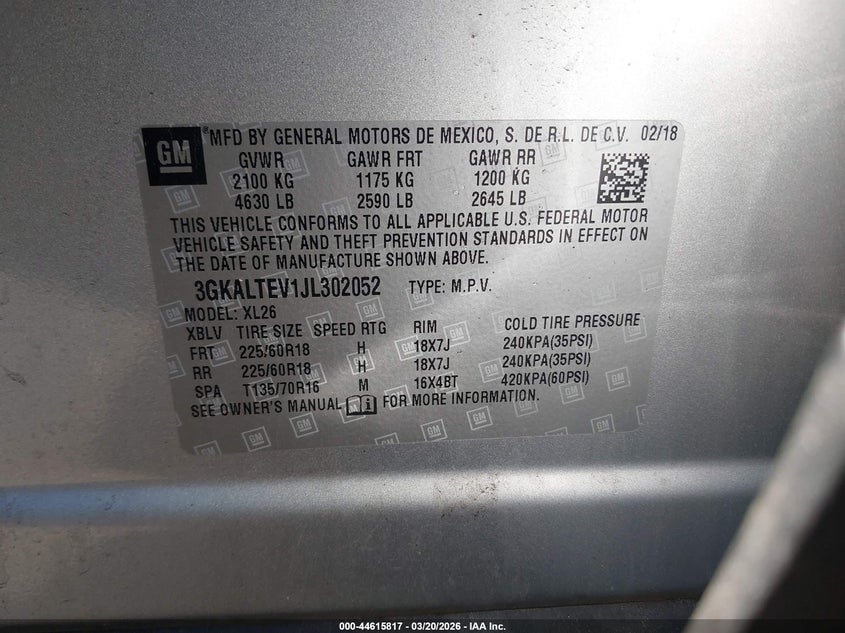 GM ® MFD BY GENERAL MOTORS DE MEXICO, S. DE R.L. DE C.V. 02/18
GVWR GAWR FRT GAWR RR
2100 KG 1175 KG 1200 KG
4630 LB 2590 LB 2645 LB
THIS VEHICLE CONFORMS TO ALL APPLICABLE U.S. FEDERAL MOTOR
VEHICLE SAFETY AND THEFT PREVENTION STANDARDS IN EFFECT ON
THE DATE OF MANUFACTURE SHOWN ABOVE.
3GKALTEV1JL302052 TYPE: M.P.V.
MODEL: XL26
XBLV TIRE SIZE SPEED RTG RIM COLD TIRE PRESSURE
FRT 225/60R18 H 18X7J 240KPA(35PSI)
RR 225/60R18 H 18X7J 240KPA(35PSI)
SPA T135/70R16 M 16X4BT 420KPA(60PSI)
SEE OWNER'S MANUAL i FOR MORE INFORMATION.
000-44615817 - 03/20/2026 - IAA Inc.